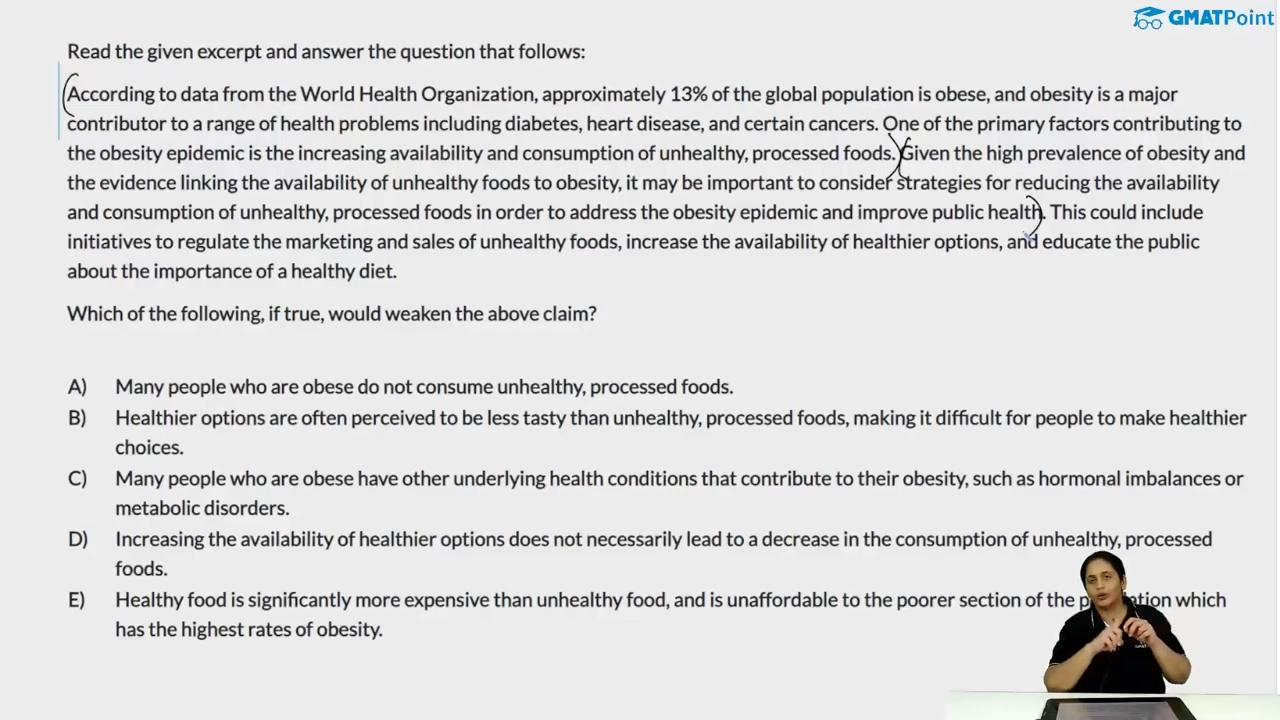 GMATPoint
Read the given excerpt and answer the question that follows:
According to data from the World Health Organization, approximately 13% of the global population is obese, and obesity is a major
contributor to a range of health problems including diabetes, heart disease, and certain cancers. One of the primary factors contributing to
the obesity epidemic is the increasing availability and consumption of unhealthy, processed foods. Given the high prevalence of obesity and
the evidence linking the availability of unhealthy foods to obesity, it may be important to consider strategies for reducing the availability
and consumption of unhealthy, processed foods in order to address the obesity epidemic and improve public health. This could include
initiatives to regulate the marketing and sales of unhealthy foods, increase the availability of healthier options, and educate the public
about the importance of a healthy diet.
Which of the following, if true, would weaken the above claim?
A) Many people who are obese do not consume unhealthy, processed foods.
B) Healthier options are often perceived to be less tasty than unhealthy, processed foods, making it difficult for people to make healthier
choices.
C) Many people who are obese have other underlying health conditions that contribute to their obesity, such as hormonal imbalances or
metabolic disorders.
D) Increasing the availability of healthier options does not necessarily lead to a decrease in the consumption of unhealthy, processed
foods.
E) Healthy food is significantly more expensive than unhealthy food, and is unaffordable to the poorer section of the which
has the highest rates of obesity.